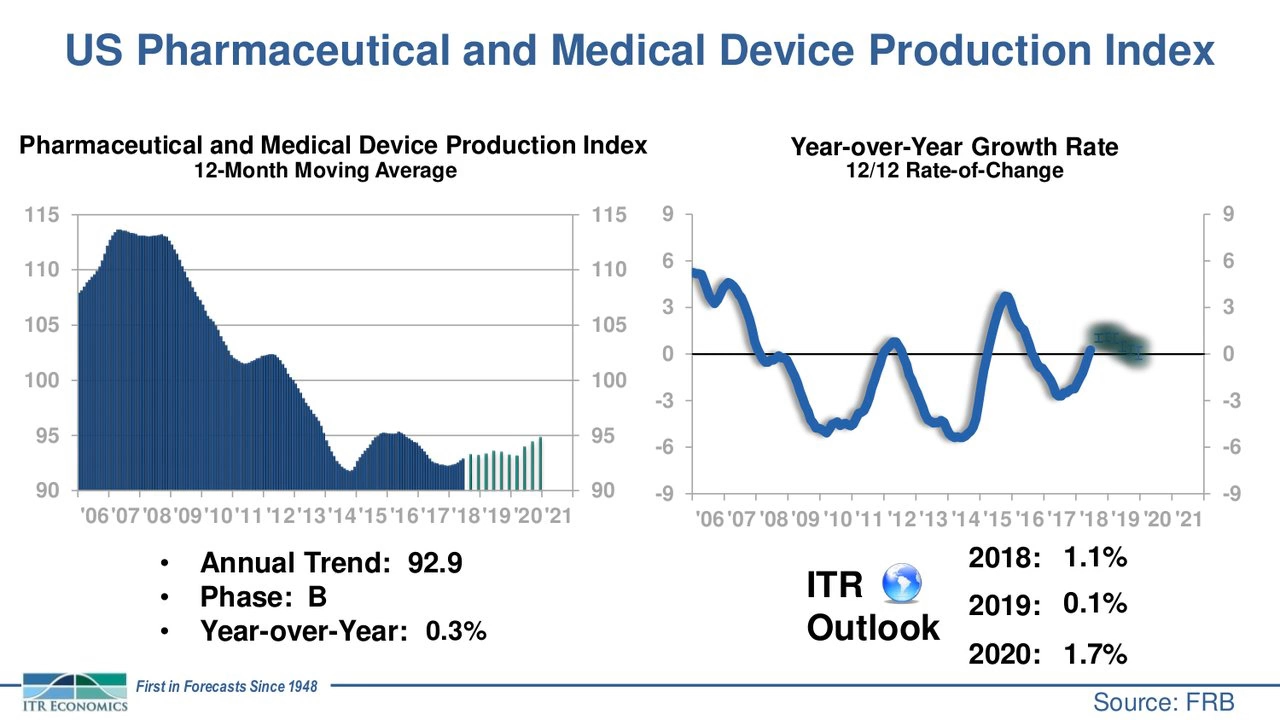 US Pharmaceutical and Medical Device Production Index
Pharmaceutical and Medical Device Production Index
12-Month Moving Average
115
110
105
100
95
90
115
110
105
100
95
90
'06 '07 '08 '09 '10 '11 '12 '13 '14 '15 '16 '17 '18 '19 '20 '21
Year-over-Year Growth Rate
12/12 Rate-of-Change
9
6
3
0
-3
-6
-9
9
6
3
0
-3
-6
-9
'06 '07 '08 '09 '10 '11 '12 '13 '14 '15 '16 '17 '18 '19 '20 '21
• Annual Trend: 92.9
• Phase: B
• Year-over-Year: 0.3%
ITR
Outlook
2018: 1.1%
2019: 0.1%
2020: 1.7%
ITR ECONOMICS
First in Forecasts Since 1948
Source: FRB